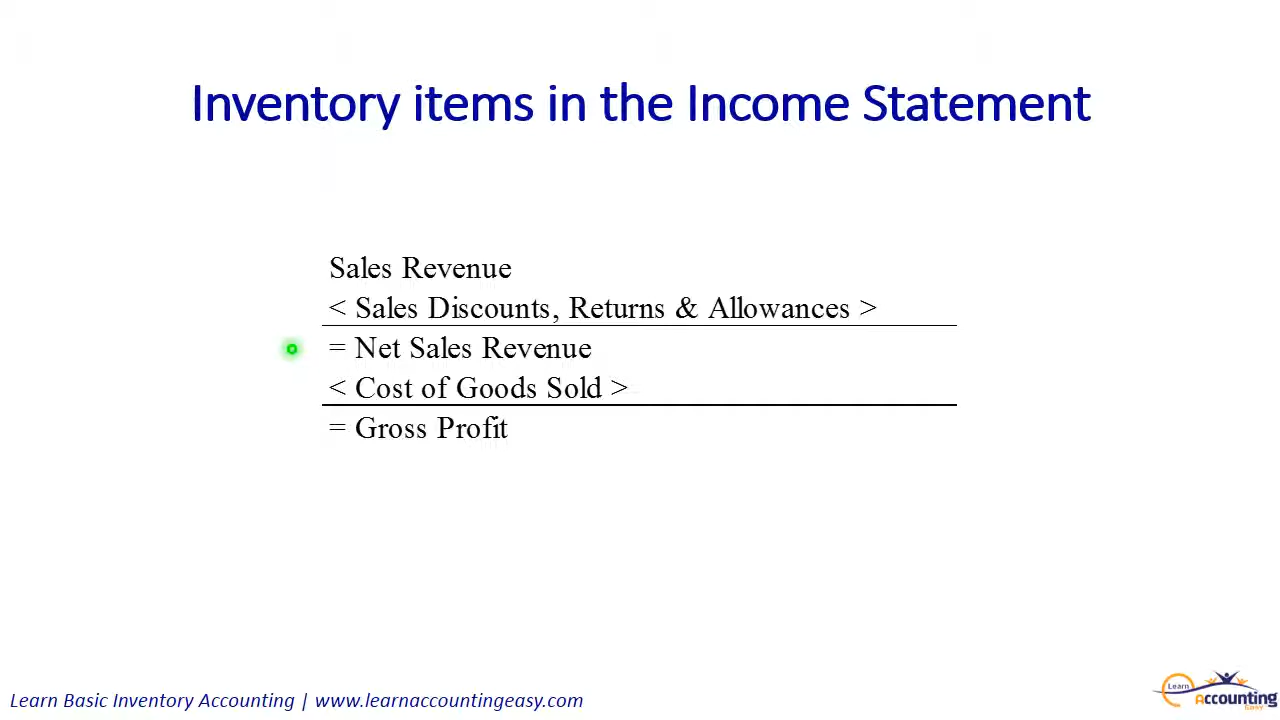 Inventory items in the Income Statement
Sales Revenue
< Sales Discounts, Returns & Allowances >
= Net Sales Revenue
< Cost of Goods Sold >
= Gross Profit
Learn Basic Inventory Accounting | www.learnaccountingeasy.com
Learn
Accounting
Easy